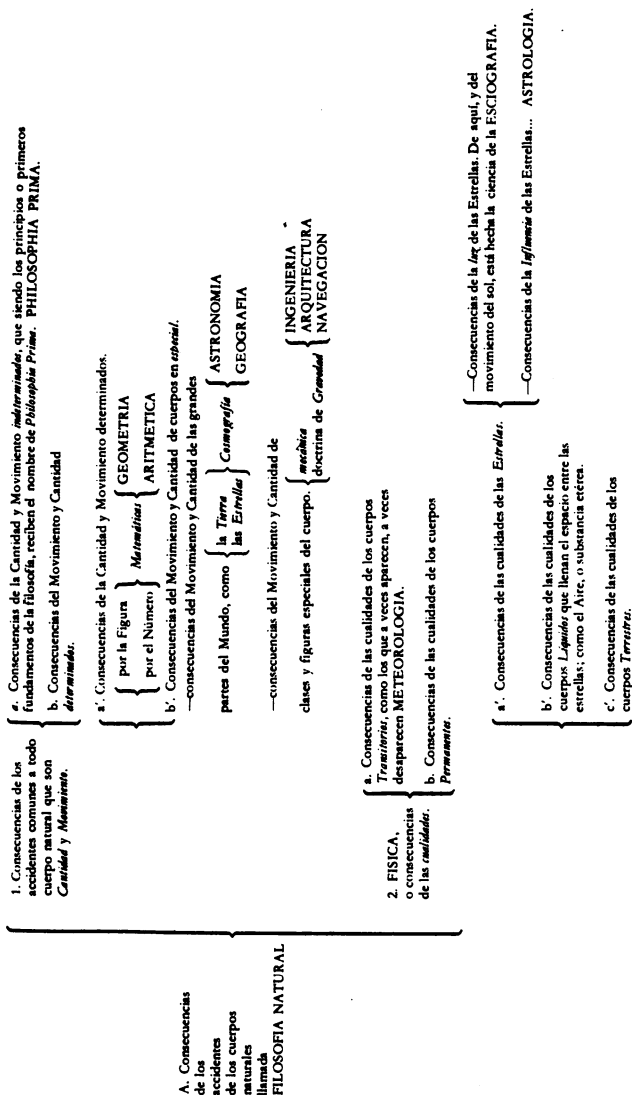 A. Consecuencias
de los
accidentes
de los cuerpos
naturales
llamada
FILOSOFIA NATURAL
1. Consecuencias de los
accidentes comunes a todo
cuerpo natural que son
Cantidad y Movimiento.
a. Consecuencias de la Cantidad y Movimiento indeterminados, que siendo los principios o primeros
fundamentos de la filosofía, reciben el nombre de Philosophia Prima. PHILOSOPHIA PRIMA.
b. Consecuencias del Movimiento y Cantidad
determinados.
a'. Consecuencias de la Cantidad y Movimiento determinados.
por la Figura
por el Número
Matemáticas
GEOMETRIA
ARITMETICA
b'. Consecuencias del Movimiento y Cantidad de cuerpos en especial.
—consecuencias del Movimiento y Cantidad de las grandes
partes del Mundo, como
la Tierra
las Estrellas
Cosmografía
ASTRONOMIA
GEOGRAFIA
—consecuencias del Movimiento y Cantidad de
clases y figuras especiales del cuerpo.
mecánica
doctrina de Gravedad
INGENIERIA
ARQUITECTURA
NAVEGACION
2. FISICA,
o consecuencias
de las cualidades.
a. Consecuencias de las cualidades de los cuerpos
Transitorios, como los que a veces aparecen, a veces
desaparecen METEOROLOGIA.
b. Consecuencias de las cualidades de los cuerpos
Permanentes.
a'. Consecuencias de las cualidades de las Estrellas.
—Consecuencias de la luz de las Estrellas. De aquí, y del
movimiento del sol, está hecha la ciencia de la ESCIOGRAFIA.
—Consecuencias de la Influencia de las Estrellas... ASTROLOGIA.
b'. Consecuencias de las cualidades de los
cuerpos Líquidos que llenan el espacio entre las
estrellas; como el Aire, o substancia etérea.
c'. Consecuencias de las cualidades de los
cuerpos Terrestres.